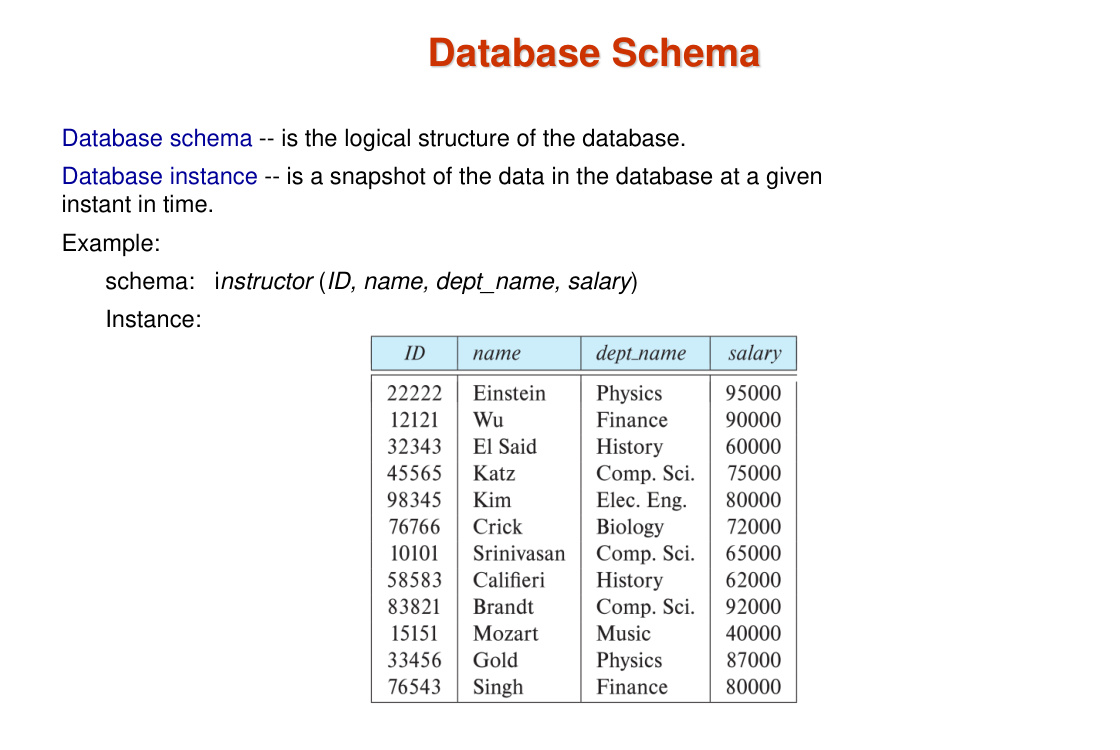 Database Schema
Database schema -- is the logical structure of the database.
Database instance -- is a snapshot of the data in the database at a given
instant in time.
Example:
schema: instructor (ID, name, dept_name, salary)
Instance:
ID name dept_name salary
22222 Einstein Physics 95000
12121 Wu Finance 90000
32343 El Said History 60000
45565 Katz Comp. Sci. 75000
98345 Kim Elec. Eng. 80000
76766 Crick Biology 72000
10101 Srinivasan Comp. Sci. 65000
58583 Califieri History 62000
83821 Brandt Comp. Sci. 92000
15151 Mozart Music 40000
33456 Gold Physics 87000
76543 Singh Finance 80000